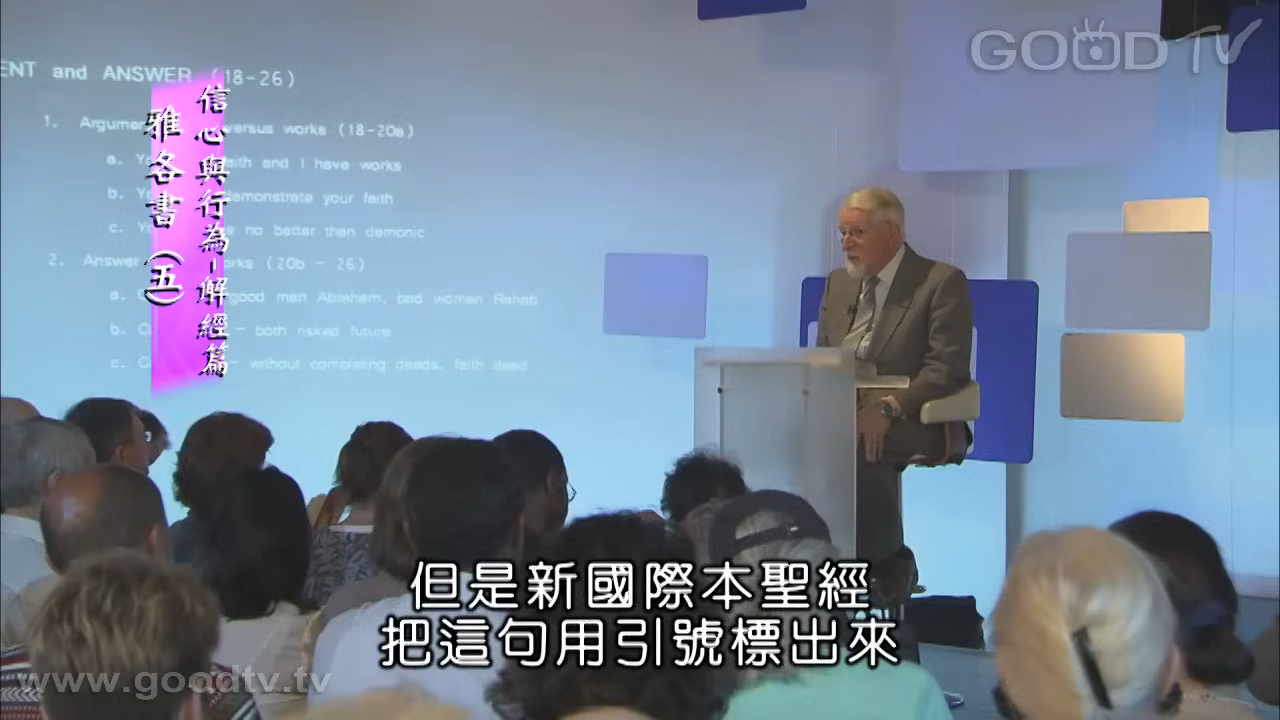 GOOD TV
ENT and ANSWER (18-26)
1. Argume versus works (18-20a)
a. Yo aith and I have works
b. Yo demonstrate your faith
c. Yo s no better than demonic
2. Answer orks (20b - 26)
a. good man Abraham, bad woman Rahab
b. - both risked future
c. - without completing deeds, faith dead
信心與行為-解經篇
雅各書(五)
但是新國際本聖經
把這句用引號標出來
www.goodtv.tv